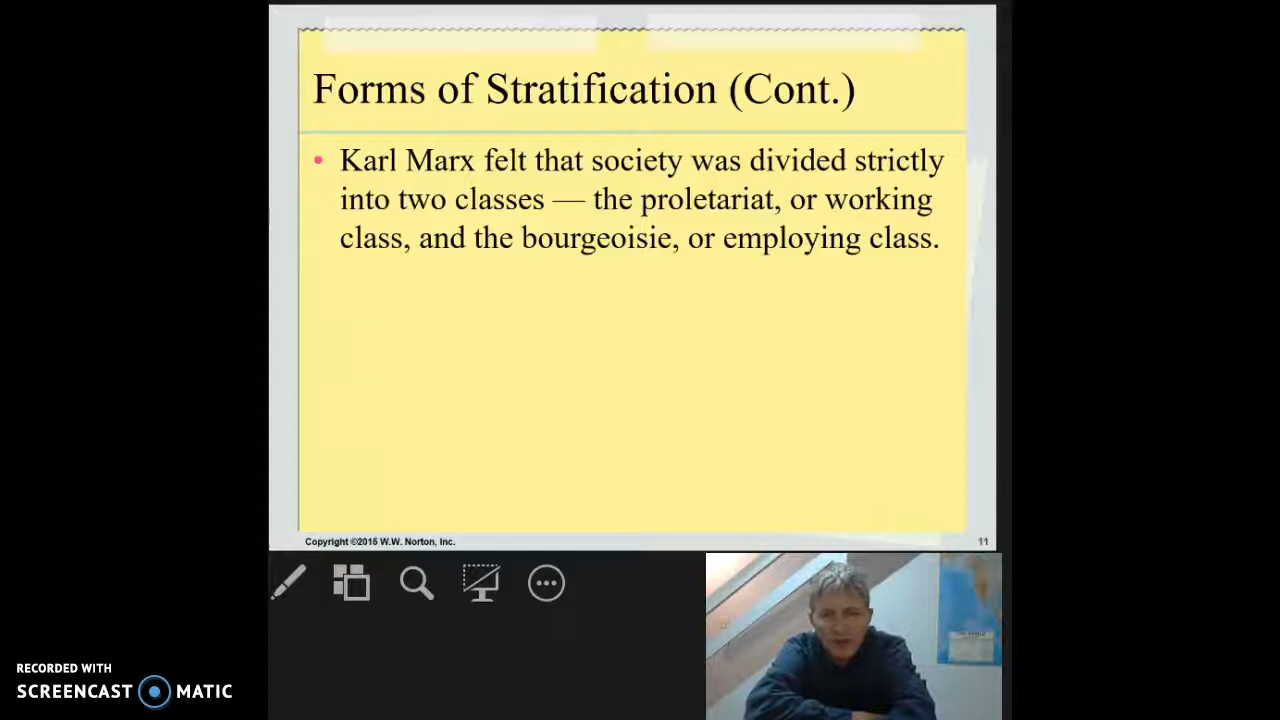 Forms of Stratification (Cont.)
• Karl Marx felt that society was divided strictly
into two classes — the proletariat, or working
class, and the bourgeoisie, or employing class.
Copyright ©2016 W.W. Norton, Inc.
11
RECORDED WITH
SCREENCAST MATIC